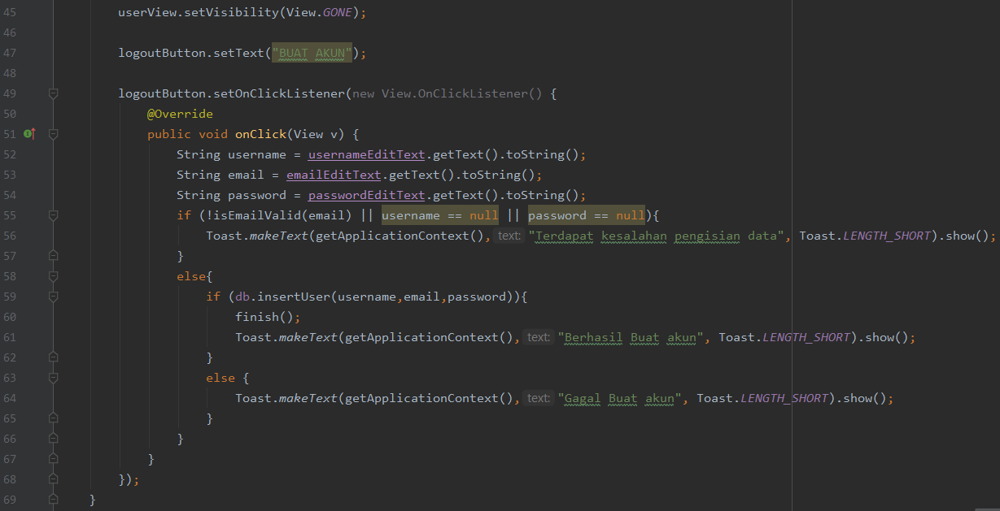 45 userView.setVisibility(View.GONE);
46
47 logoutButton.setText("BUAT AKUN");
48
49 logoutButton.setOnClickListener(new View.OnClickListener() {
50 @Override
51 public void onClick(View v) {
52 String username = usernameEditText.getText().toString();
53 String email = emailEditText.getText().toString();
54 String password = passwordEditText.getText().toString();
55 if (!isEmailValid(email) || username == null || password == null){
56 Toast.makeText(getApplicationContext(), text: "Terdapat kesalahan pengisian data", Toast.LENGTH_SHORT).show();
57 }
58 else{
59 if (db.insertUser(username,email,password)){
60 finish();
61 Toast.makeText(getApplicationContext(), text: "Berhasil Buat akun", Toast.LENGTH_SHORT).show();
62 }
63 else {
64 Toast.makeText(getApplicationContext(), text: "Gagal Buat akun", Toast.LENGTH_SHORT).show();
65 }
66 }
67 }
68 });
69 }